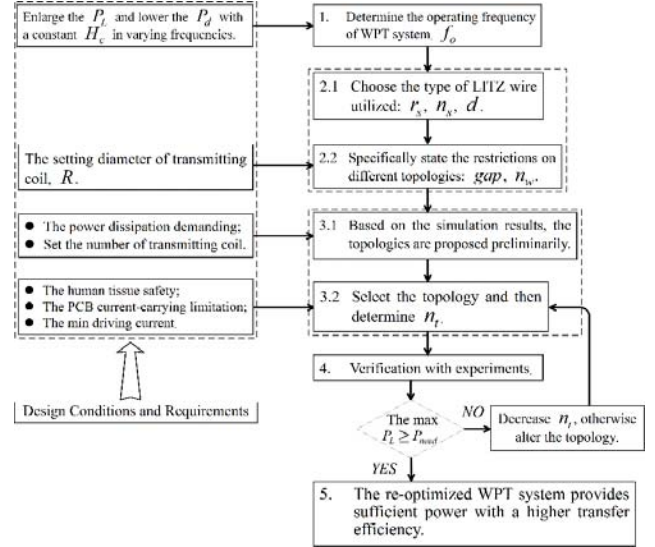 Enlarge the P_L and lower the P_d with
a constant H_c in varying frequencies.
1. Determine the operating frequency
of WPT system f_o
2.1 Choose the type of LITZ wire
utilized: r_s, n_s, d.
The setting diameter of transmitting
coil, R.
2.2 Specifically state the restrictions on
different topologies: gap, n_w.
● The power dissipation demanding;
● Set the number of transmitting coil.
3.1 Based on the simulation results, the
topologies are proposed preliminarily.
● The human tissue safety;
● The PCB current-carrying limitation;
● The min driving current.
3.2 Select the topology and then
determine n_t.
4. Verification with experiments.
Design Conditions and Requirements
The max
P_L ≥ P_need
NO
Decrease n_t, otherwise
alter the topology.
YES
5. The re-optimized WPT system provides
sufficient power with a higher transfer
efficiency.